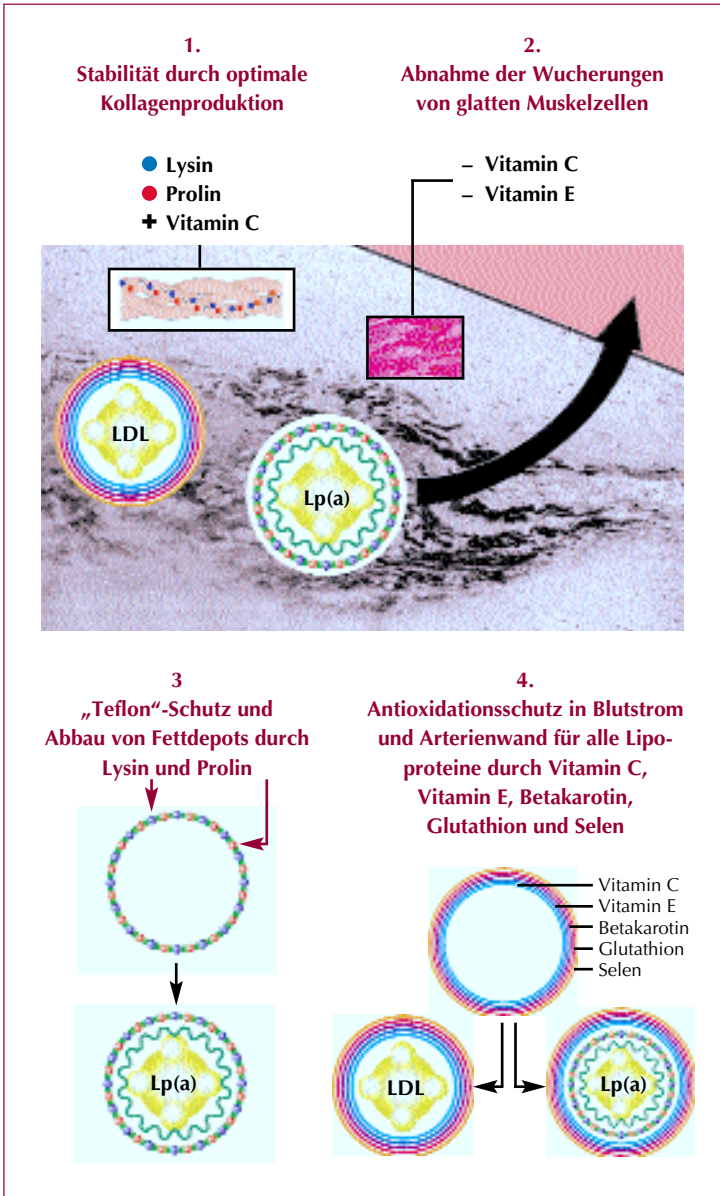 1.
Stabilität durch optimale
Kollagenproduktion
2.
Abnahme der Wucherungen
von glatten Muskelzellen
Lysin
Prolin
+ Vitamin C
– Vitamin C
– Vitamin E
LDL
Lp(a)
3
„Teflon“-Schutz und
Abbau von Fettdepots durch
Lysin und Prolin
Lp(a)
4.
Antioxidationsschutz in Blutstrom
und Arterienwand für alle Lipo-
proteine durch Vitamin C,
Vitamin E, Betakarotin,
Glutathion und Selen
Vitamin C
Vitamin E
Betakarotin
Glutathion
Selen
LDL
Lp(a)